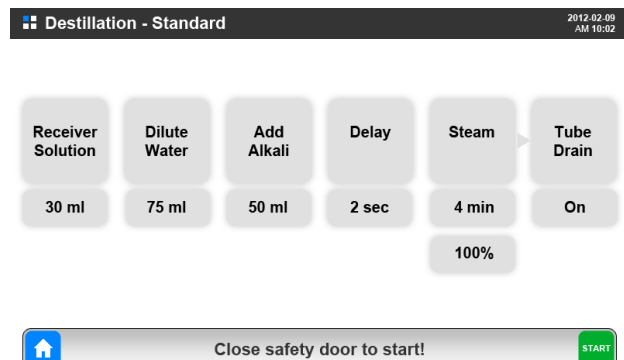 Destillation - Standard
2012-02-09
AM 10:02
Receiver
Solution
Dilute
Water
Add
Alkali
Delay
Steam
Tube
Drain
30 ml
75 ml
50 ml
2 sec
4 min
On
100%
Close safety door to start!
START